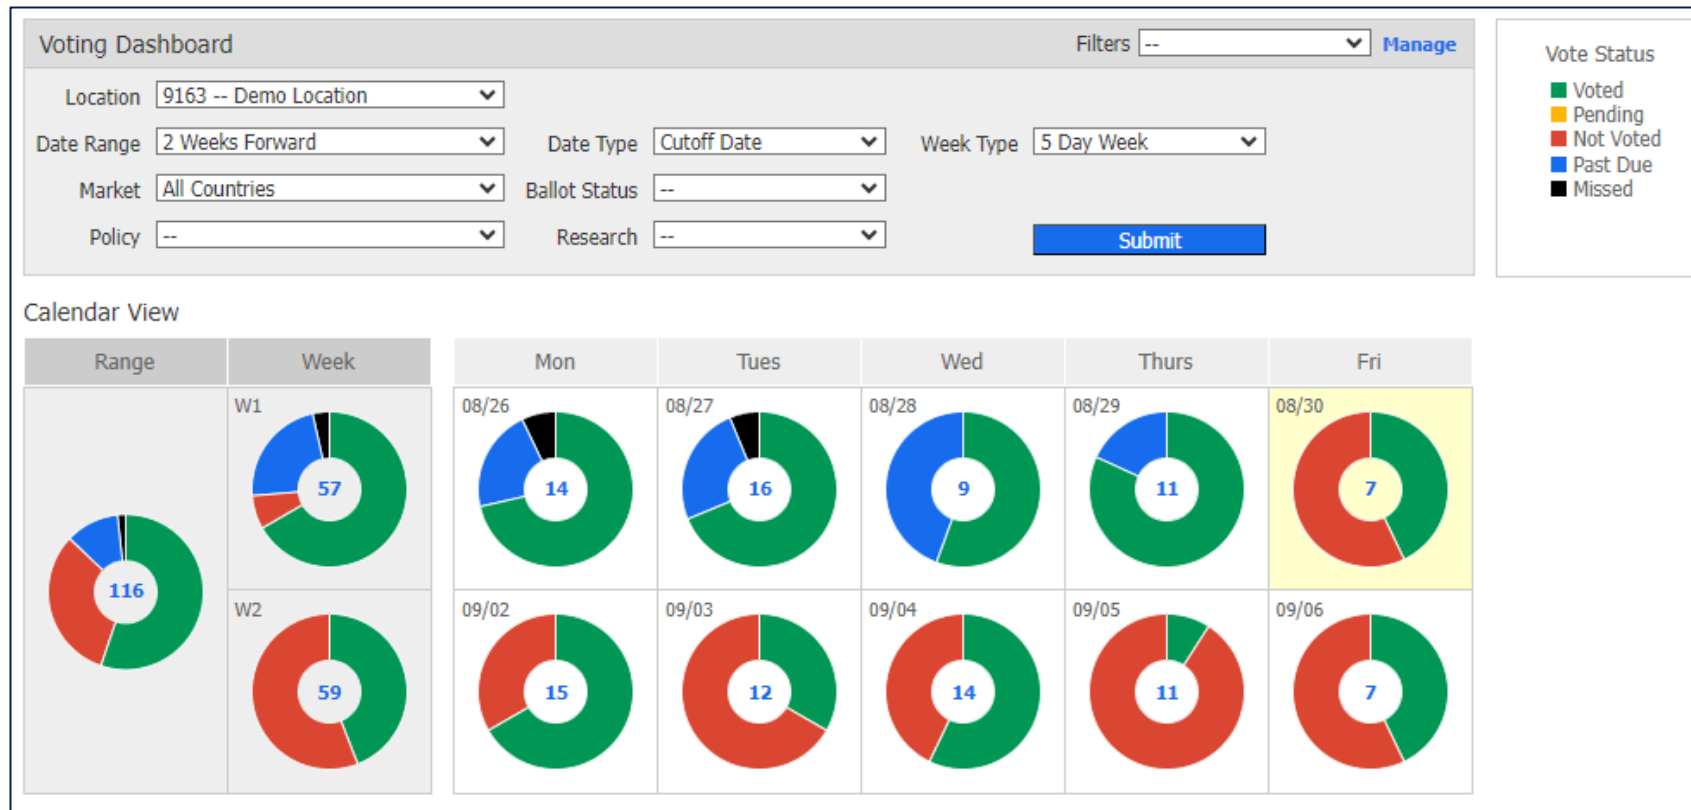 Voting Dashboard
Filters -- Manage
Location 9163 -- Demo Location
Date Range 2 Weeks Forward Date Type Cutoff Date Week Type 5 Day Week
Market All Countries Ballot Status --
Policy -- Research -- Submit
Vote Status
Voted
Pending
Not Voted
Past Due
Missed
Calendar View
Range Week Mon Tues Wed Thurs Fri
W1 08/26 08/27 08/28 08/29 08/30
57 14 16 9 11 7
116
W2 09/02 09/03 09/04 09/05 09/06
59 15 12 14 11 7